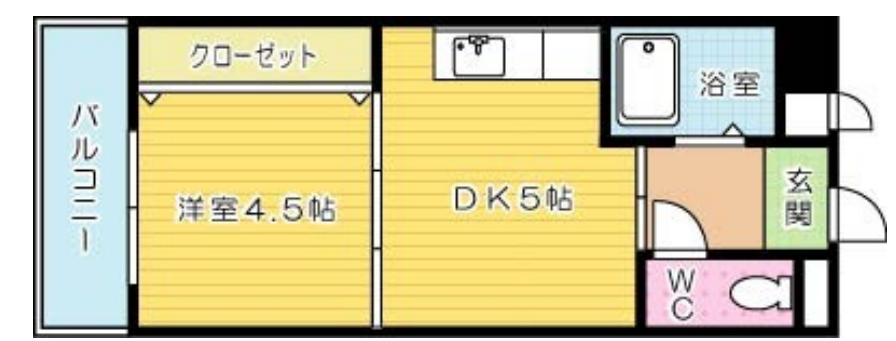 クローゼット
バルコニー
洋室4.5帖
DK5帖
浴室
玄関
WC